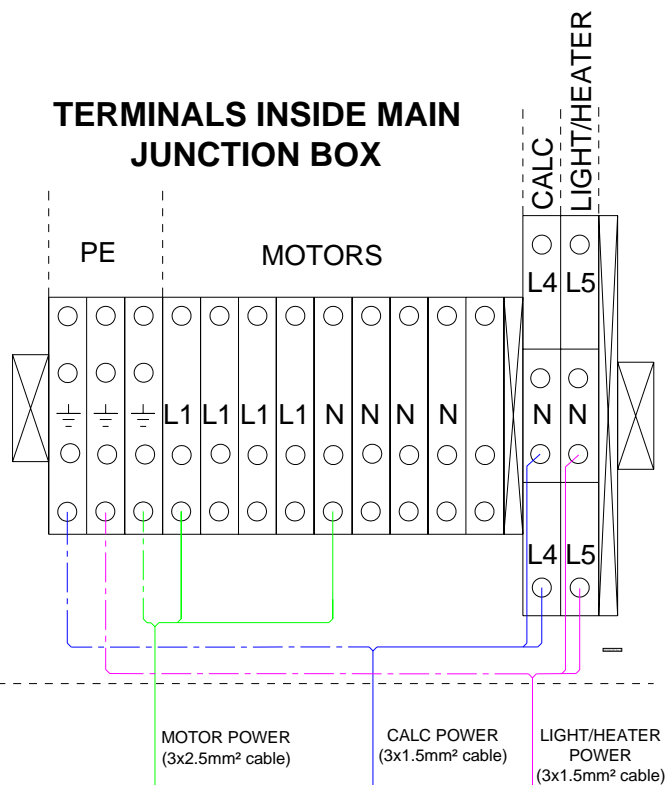 TERMINALS INSIDE MAIN
JUNCTION BOX
CALC
LIGHT/HEATER
PE
MOTORS
L4 L5
L1 L1 L1 L1 N N N N
N N
L4 L5
MOTOR POWER
(3x2.5mm² cable)
CALC POWER
(3x1.5mm² cable)
LIGHT/HEATER
POWER
(3x1.5mm² cable)